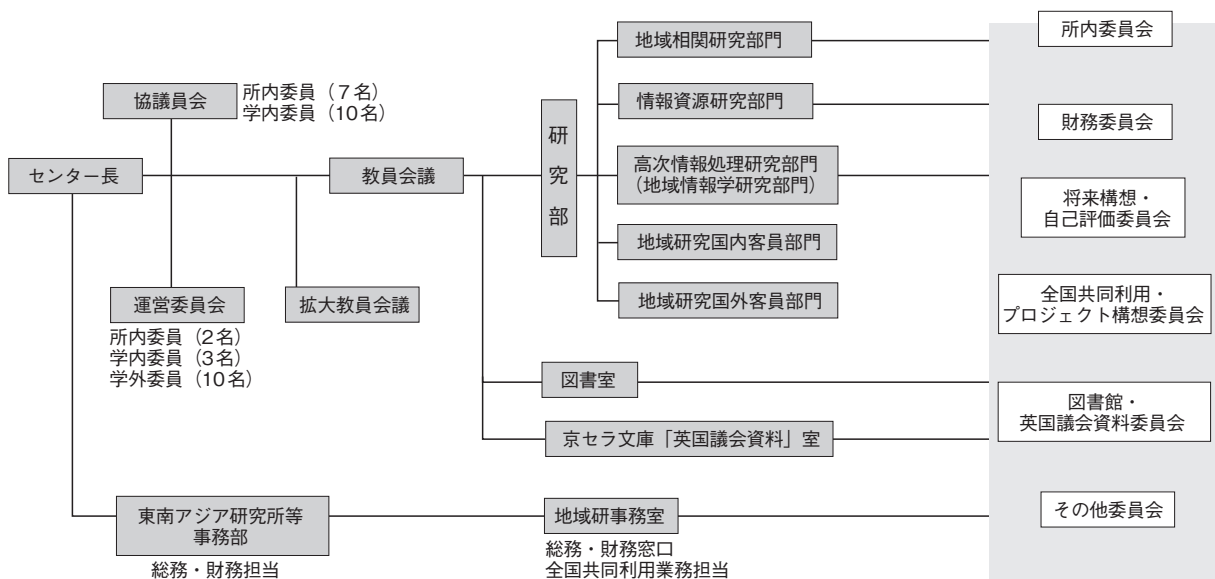 所内委員会
地域相関研究部門
協議員会
所内委員(7名)
学内委員(10名)
情報資源研究部門
財務委員会
研究部
センター長
教員会議
高次情報処理研究部門
(地域情報学研究部門)
将来構想・
自己評価委員会
地域研究国内客員部門
運営委員会
所内委員(2名)
学内委員(3名)
学外委員(10名)
拡大教員会議
地域研究国外客員部門
全国共同利用・
プロジェクト構想委員会
図書室
図書館・
英国議会資料委員会
京セラ文庫「英国議会資料」室
東南アジア研究所等
事務部
総務・財務担当
地域研事務室
総務・財務窓口
全国共同利用業務担当
その他委員会